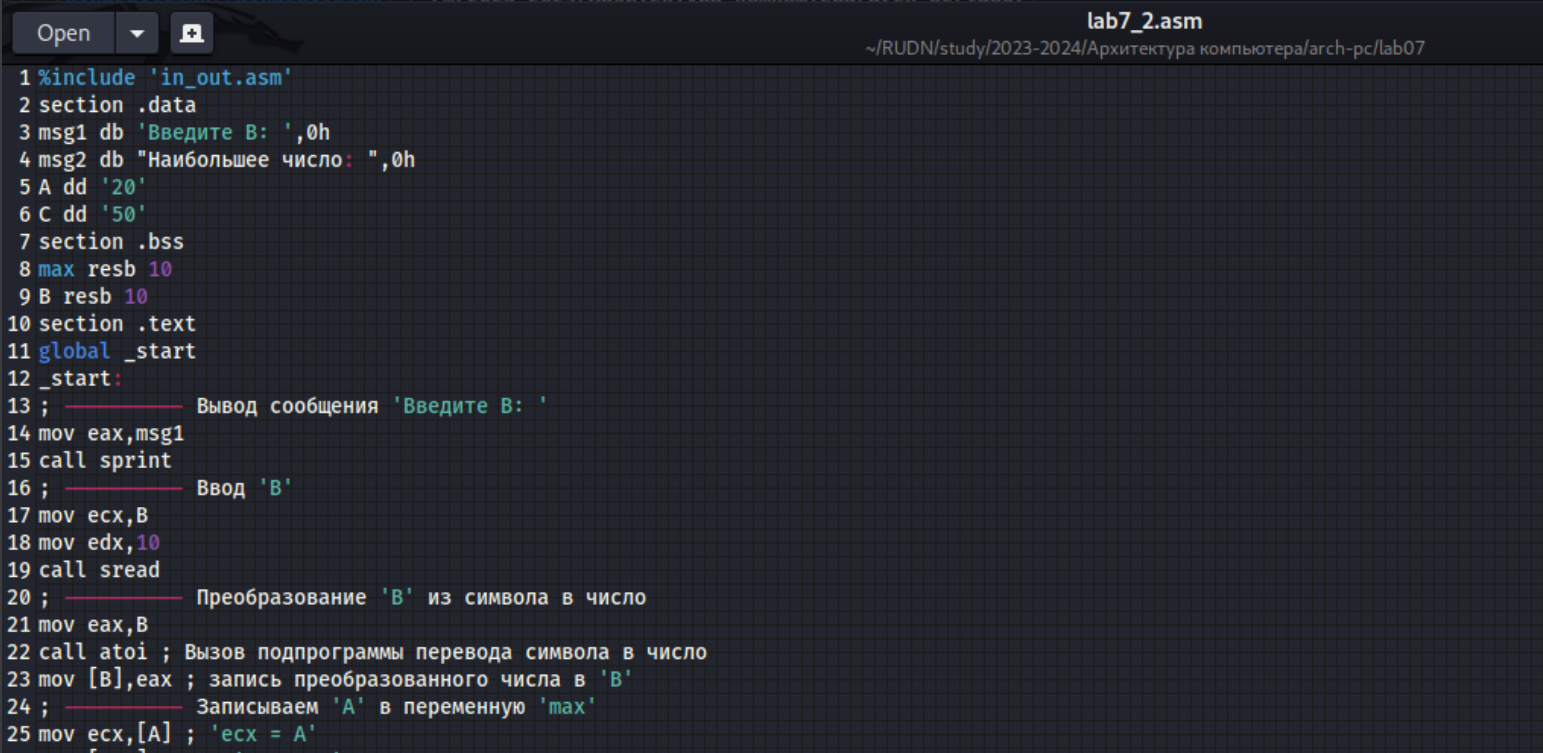 Open
lab7_2.asm
~/RUDN/study/2023-2024/Архитектура компьютера/arch-pc/lab07
1 %include 'in_out.asm'
2 section .data
3 msg1 db 'Введите B: ',0h
4 msg2 db "Наибольшее число: ",0h
5 A dd '20'
6 C dd '50'
7 section .bss
8 max resb 10
9 B resb 10
10 section .text
11 global _start
12 _start:
13 ; ---------- Вывод сообщения 'Введите B: '
14 mov eax,msg1
15 call sprint
16 ; ---------- Ввод 'B'
17 mov ecx,B
18 mov edx,10
19 call sread
20 ; ---------- Преобразование 'B' из символа в число
21 mov eax,B
22 call atoi ; Вызов подпрограммы перевода символа в число
23 mov [B],eax ; запись преобразованного числа в 'B'
24 ; ---------- Записываем 'A' в переменную 'max'
25 mov ecx,[A] ; 'ecx = A'